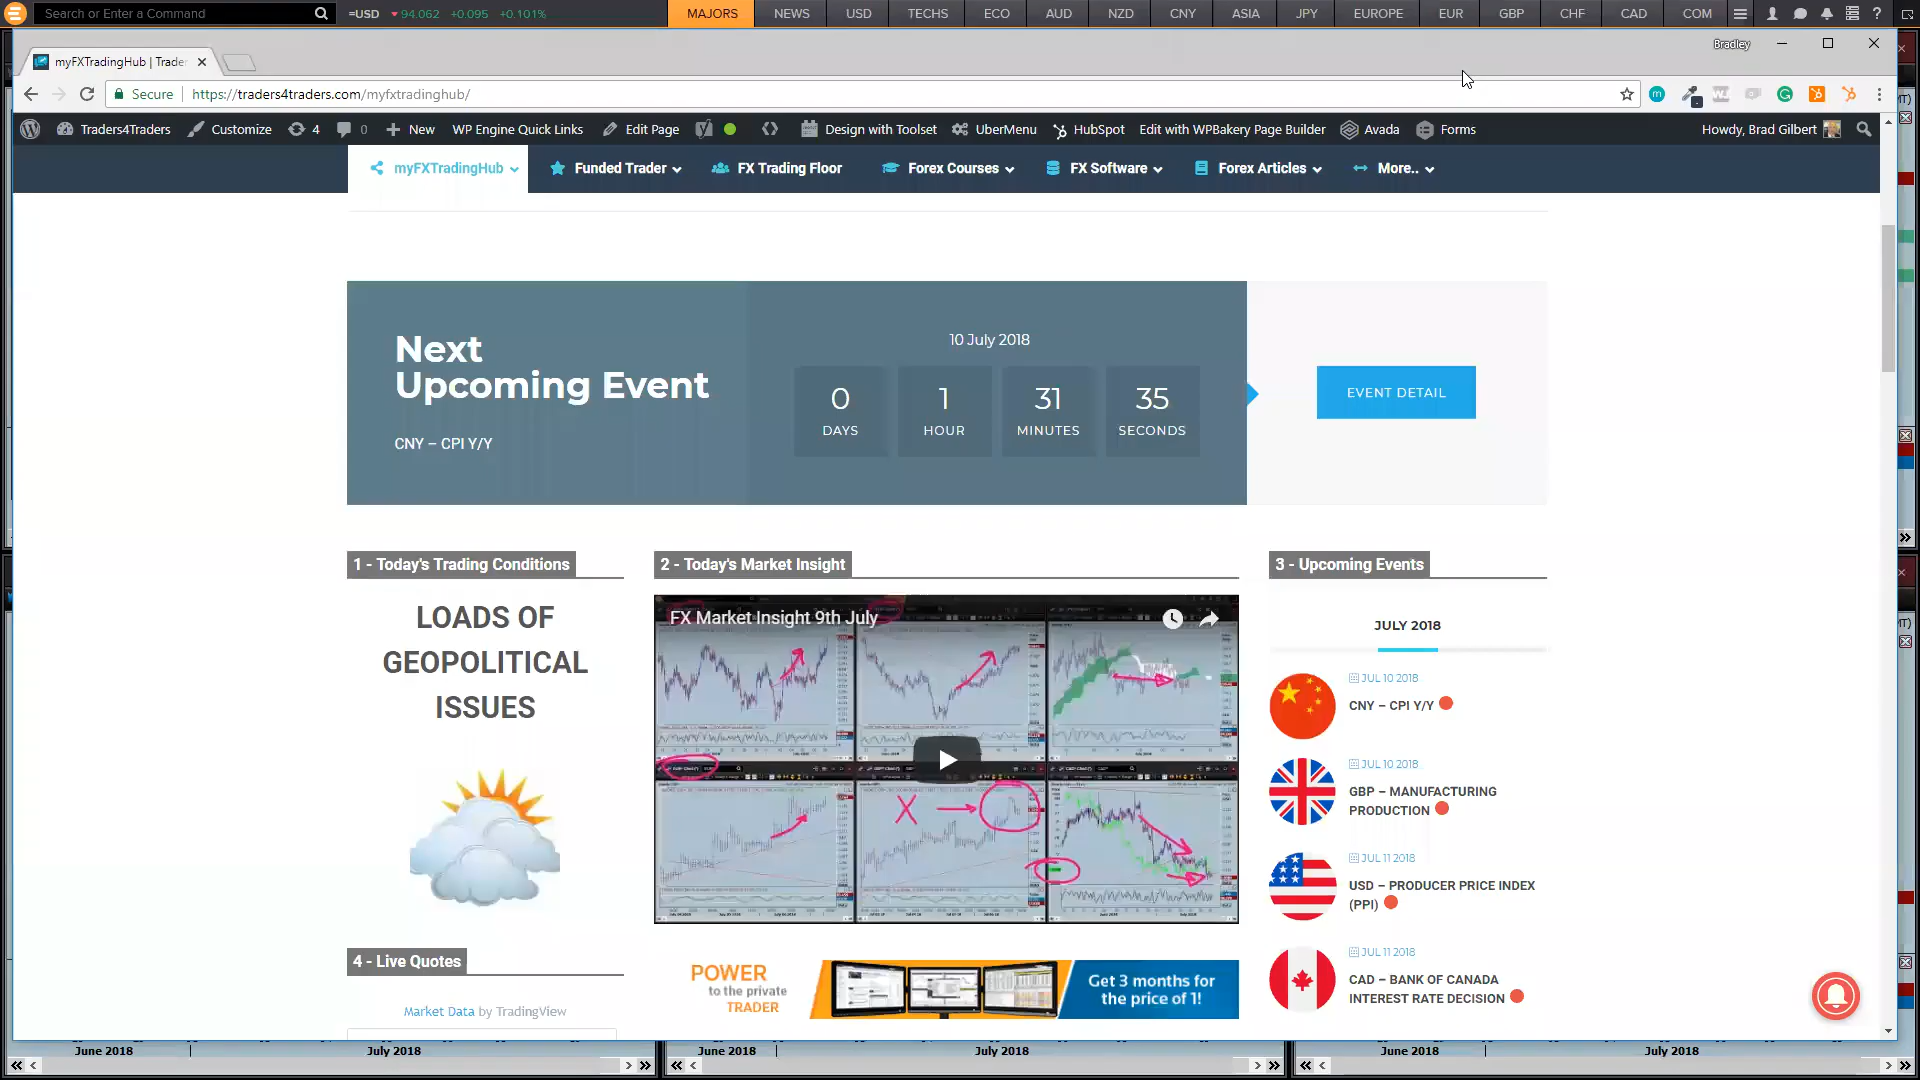 Search or Enter a Command
=USD 94.062 +0.095 +0.101%
MAJORS NEWS USD TECHS ECO AUD NZD CNY ASIA JPY EUROPE EUR GBP CHF CAD COM
Bradley
myFXTradingHub | Trader
Secure https://traders4traders.com/myfxtradinghub/
Traders4Traders Customize 4 0 New WP Engine Quick Links Edit Page Design with Toolset UberMenu HubSpot Edit with WPBakery Page Builder Avada Forms Howdy, Brad Gilbert
myFXTradingHub Funded Trader FX Trading Floor Forex Courses FX Software Forex Articles More..
Next
Upcoming Event
CNY – CPI Y/Y
10 July 2018
0 1 31 35
DAYS HOUR MINUTES SECONDS
EVENT DETAIL
1 - Today's Trading Conditions
LOADS OF
GEOPOLITICAL
ISSUES
2 - Today's Market Insight
FX Market Insight 9th July
X
3 - Upcoming Events
JULY 2018
JUL 10 2018
CNY – CPI Y/Y
JUL 10 2018
GBP – MANUFACTURING
PRODUCTION
JUL 11 2018
USD – PRODUCER PRICE INDEX
(PPI)
JUL 11 2018
CAD – BANK OF CANADA
INTEREST RATE DECISION
4 - Live Quotes
Market Data by TradingView
POWER
to the private
TRADER
Get 3 months for
the price of 1!
June 2018 July 2018 June 2018 July 2018 June 2018 July 2018